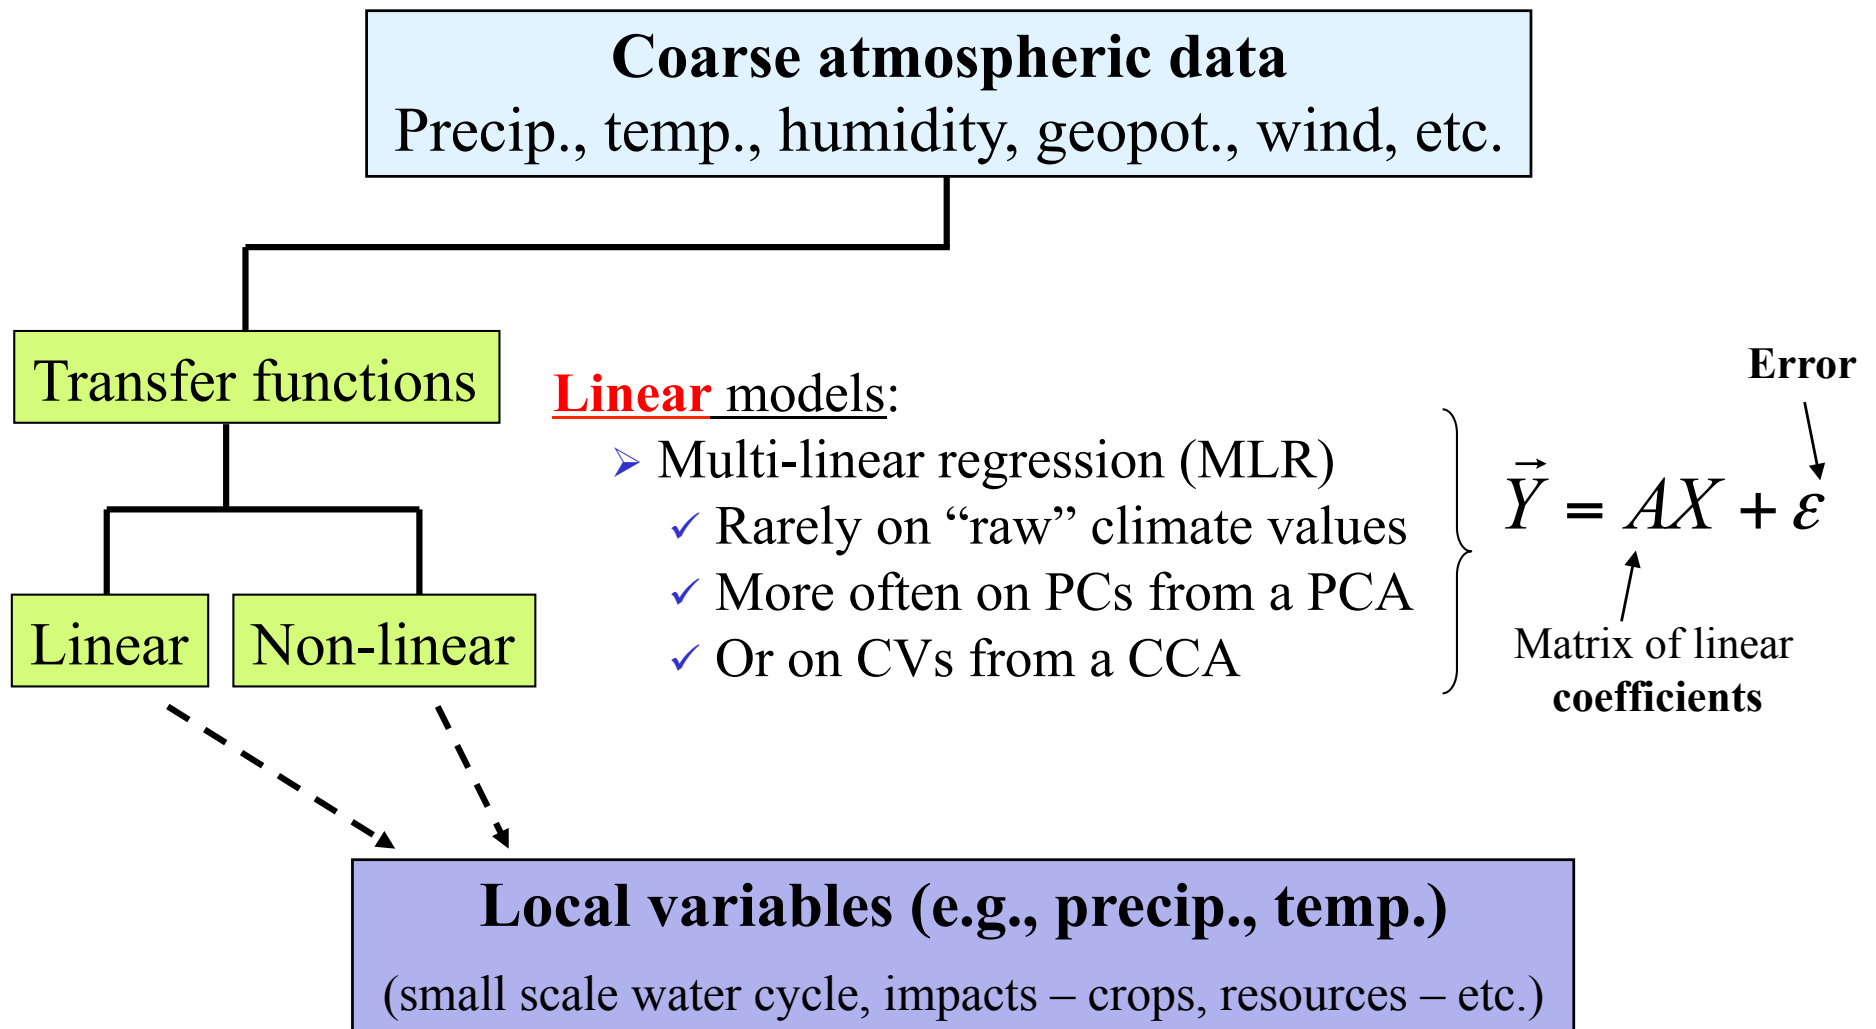 Coarse atmospheric data
Precip., temp., humidity, geopot., wind, etc.
Transfer functions
Linear
Non-linear
Linear models:
➢ Multi-linear regression (MLR)
✓ Rarely on “raw” climate values
✓ More often on PCs from a PCA
✓ Or on CVs from a CCA
Error
$\vec{Y} = AX + \varepsilon$
Matrix of linear
coefficients
Local variables (e.g., precip., temp.)
(small scale water cycle, impacts – crops, resources – etc.)